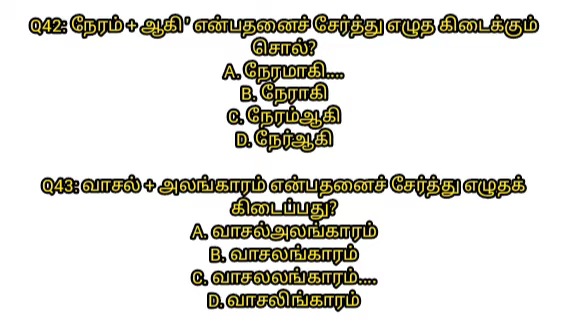 Q42: நேரம் + ஆகி ' என்பதனைச் சேர்த்து எழுத கிடைக்கும்
சொல்?
A. நேரமாகி....
B. நேராகி
C. நேரம்ஆகி
D. நேர்ஆகி
Q43: வாசல் + அலங்காரம் என்பதனைச் சேர்த்து எழுதக்
கிடைப்பது?
A. வாசல்அலங்காரம்
B. வாசலங்காரம்
C. வாசலலங்காரம்....
D. வாசலிங்காரம்